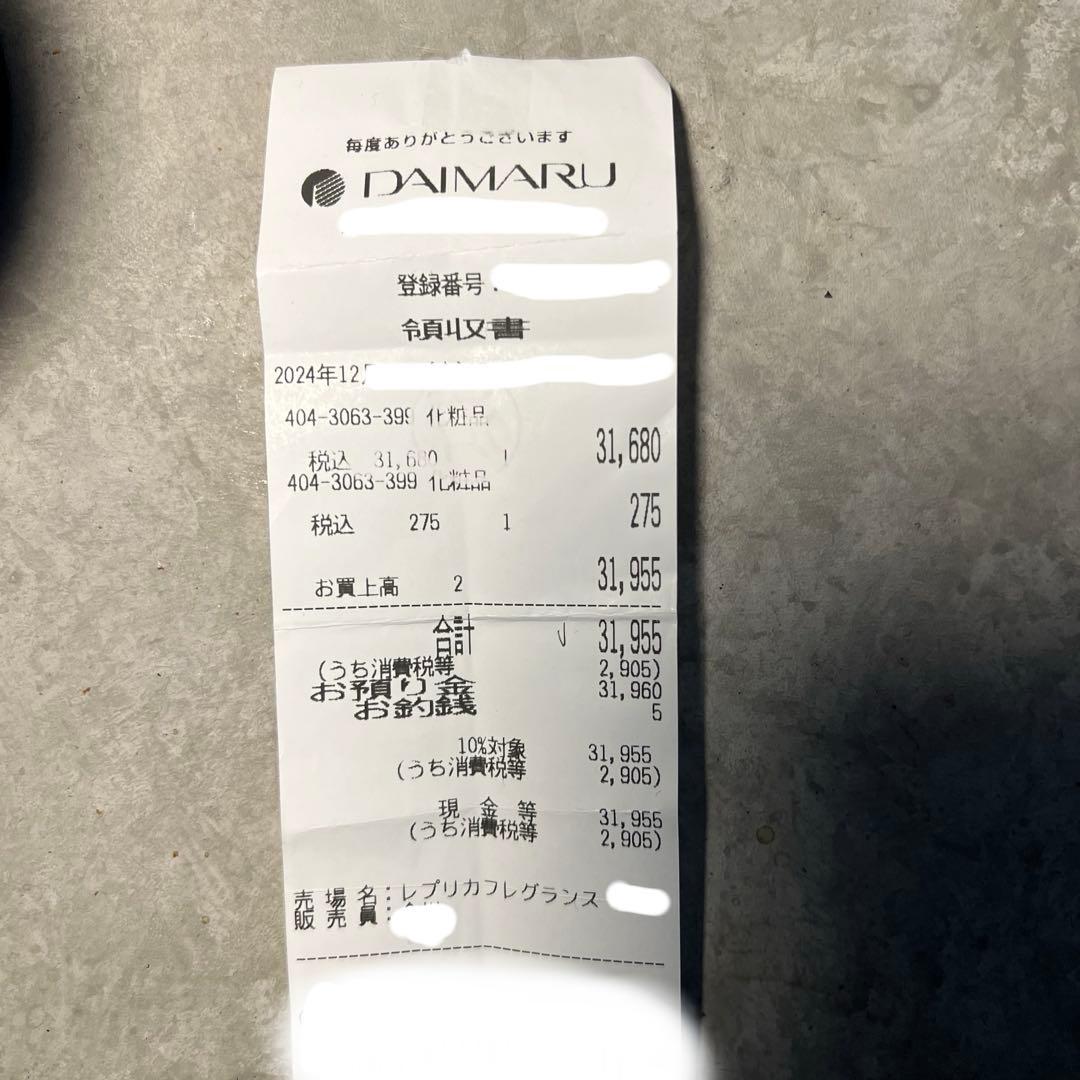 毎度ありがとうございます
DAIMARU
登録番号:
領収書
2024年12月
404-3063-399 化粧品
税込 31,680 1 31,680
404-3063-399 化粧品
税込 275 1 275
お買上高 2 31,955
合計 31,955
(うち消費税等 2,905)
お預り金 31,960
お釣銭 5
10%対象 31,955
(うち消費税等 2,905)
現金等 31,955
(うち消費税等 2,905)
売場名:レプリカフレグランス
販売員: